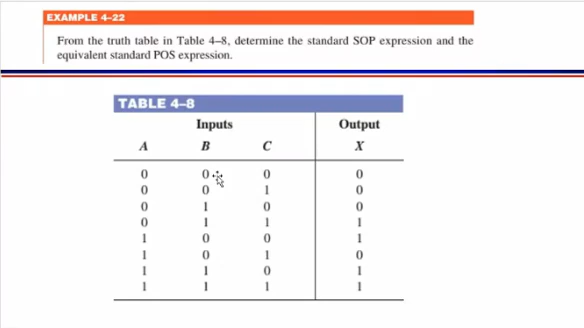 EXAMPLE 4–22
From the truth table in Table 4–8, determine the standard SOP expression and the
equivalent standard POS expression.
TABLE 4–8
Inputs Output
A B C X
0 0 0 0
0 0 1 0
0 1 0 0
0 1 1 1
1 0 0 1
1 0 1 0
1 1 0 1
1 1 1 1